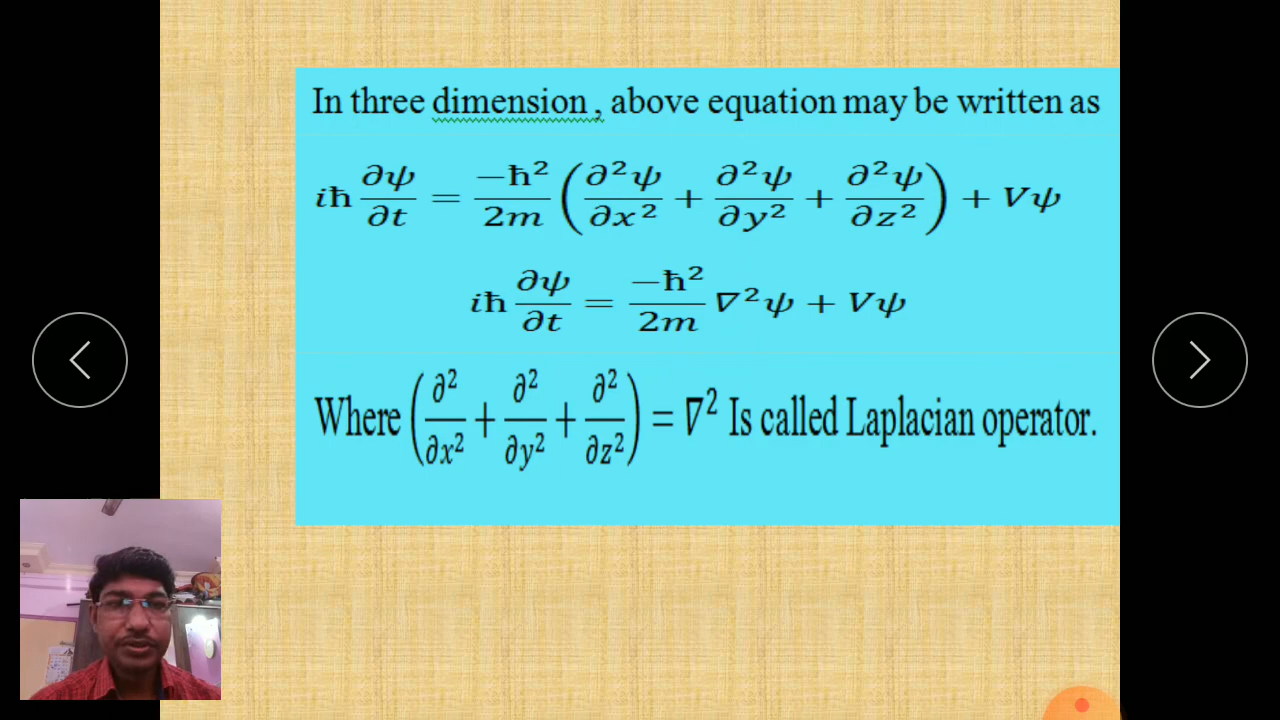 In three dimension , above equation may be written as
iħ ∂ψ/∂t = −ħ²/2m (∂²ψ/∂x² + ∂²ψ/∂y² + ∂²ψ/∂z²) + Vψ
iħ ∂ψ/∂t = −ħ²/2m ∇²ψ + Vψ
Where (∂²/∂x² + ∂²/∂y² + ∂²/∂z²) = ∇² Is called Laplacian operator.